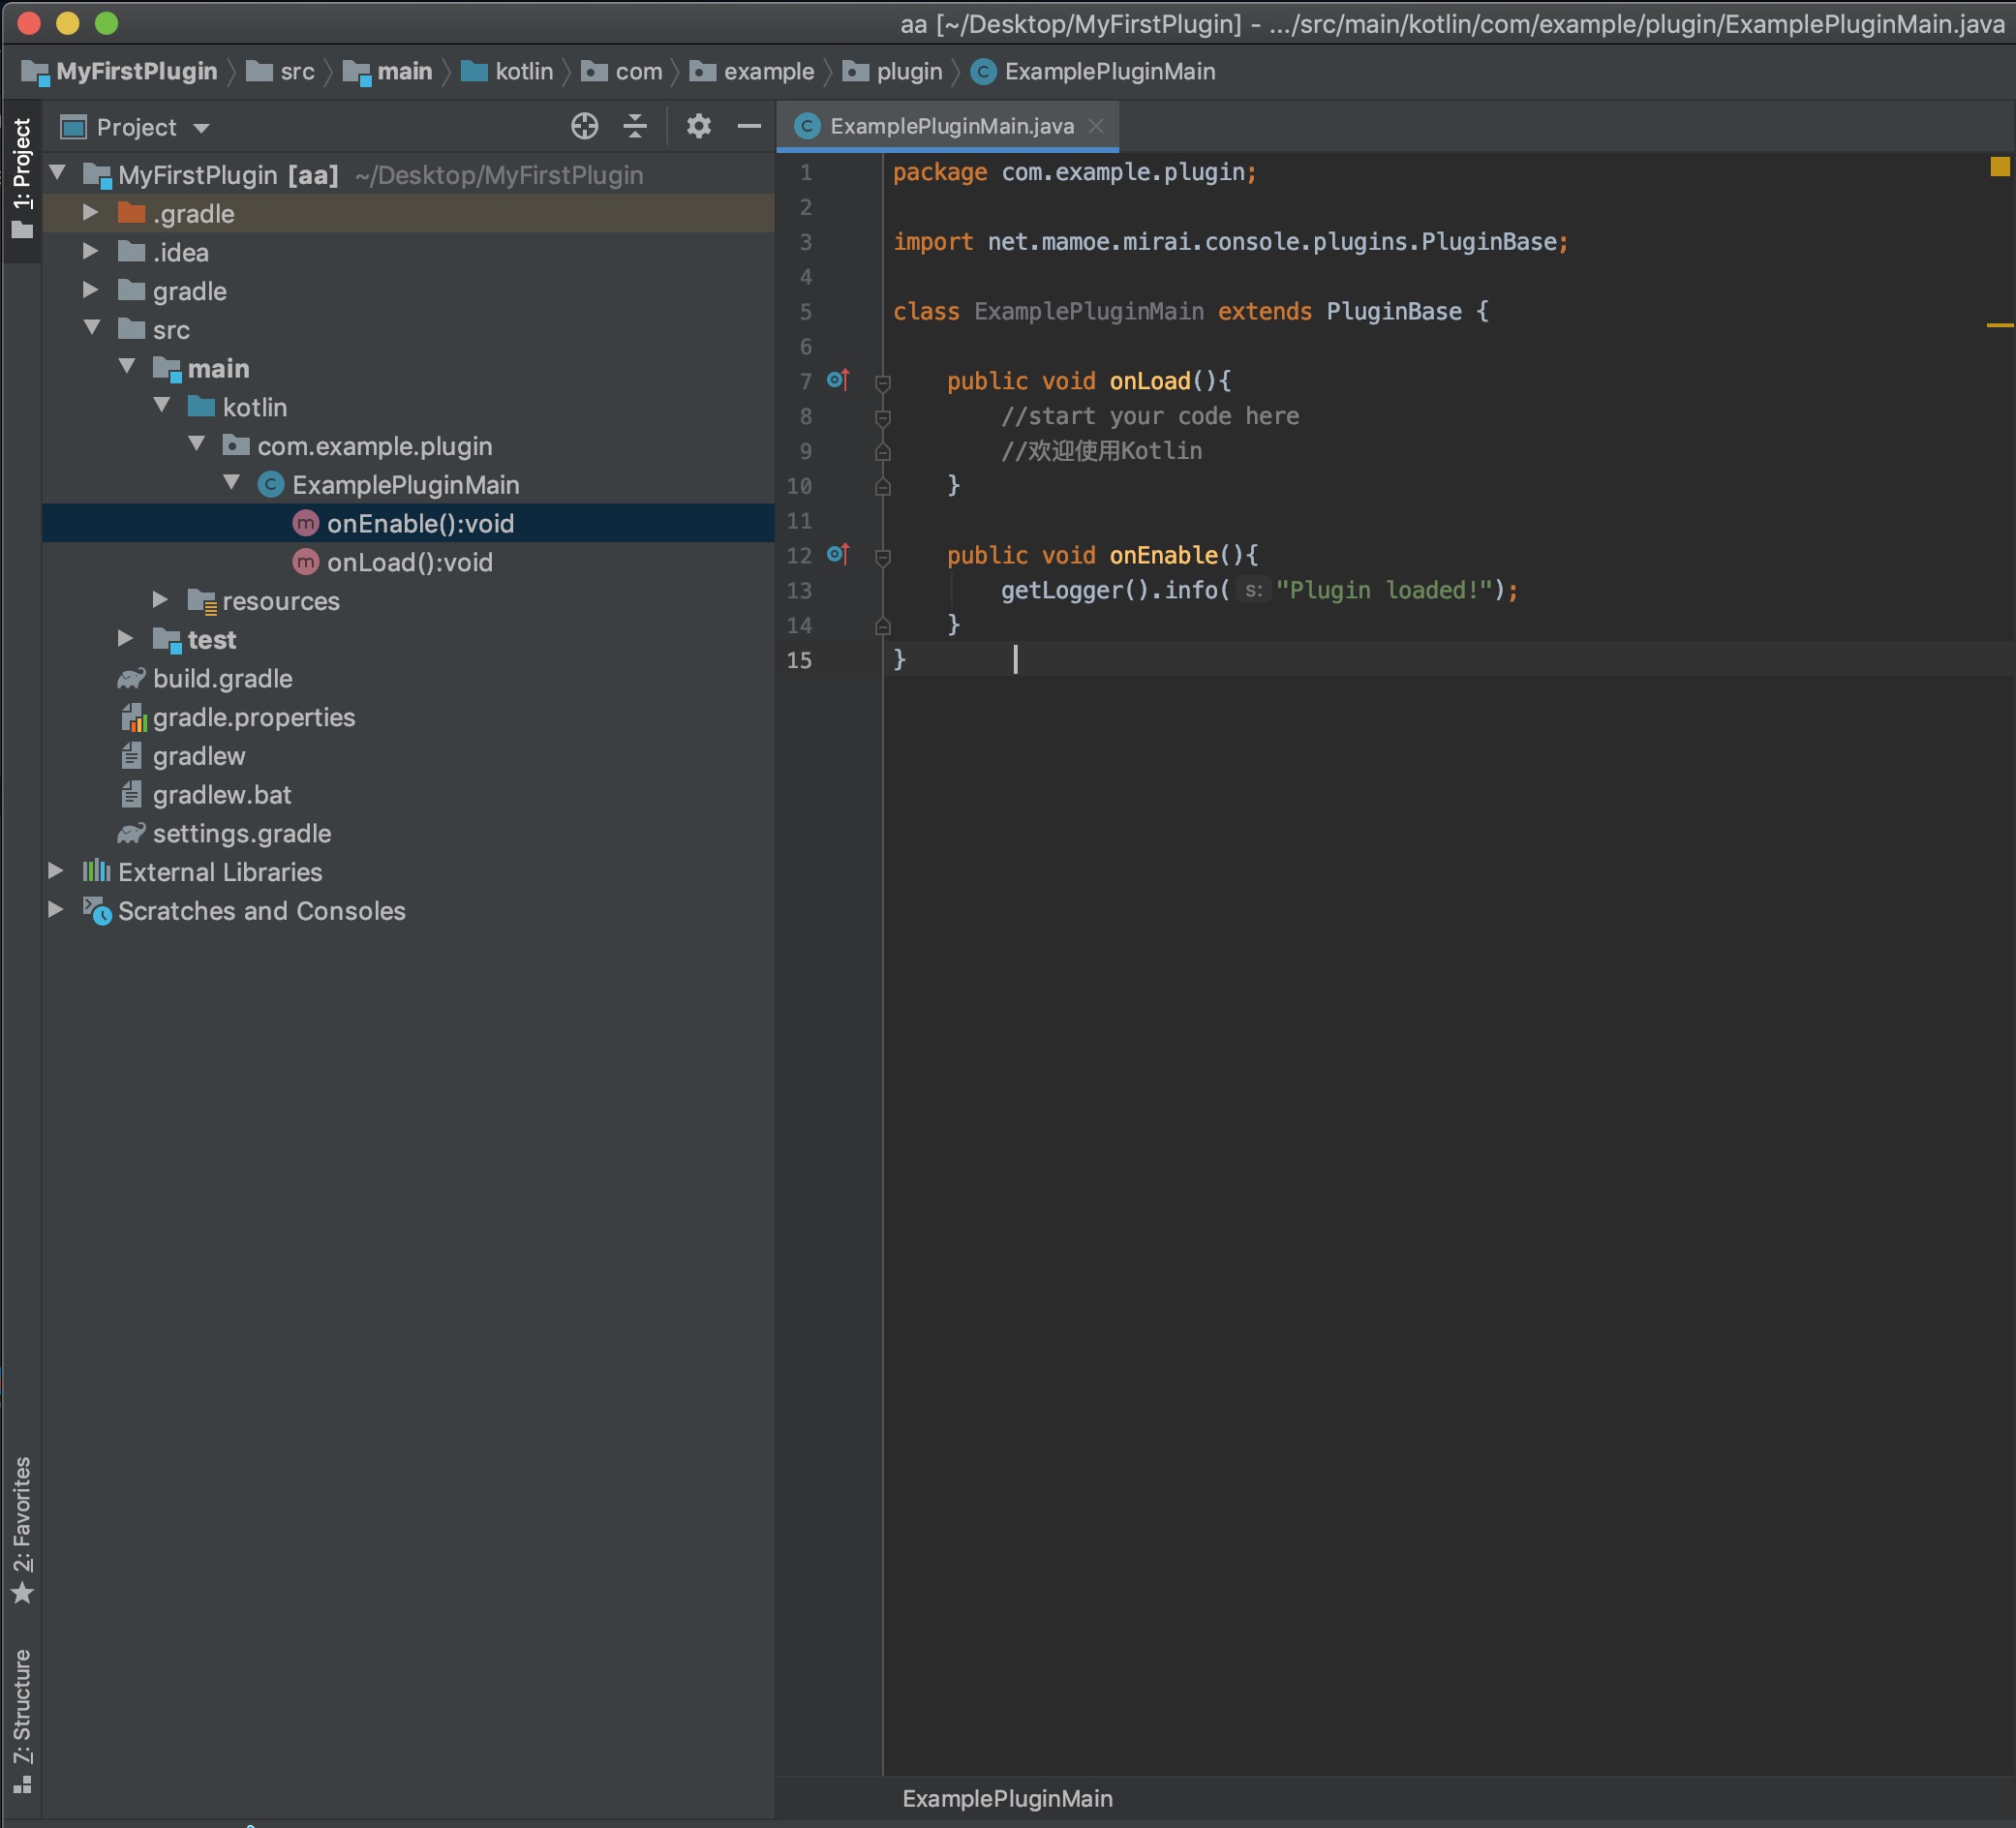 aa [~/Desktop/MyFirstPlugin] - .../src/main/kotlin/com/example/plugin/ExamplePluginMain.java
MyFirstPlugin src main kotlin com example plugin C ExamplePluginMain
1: Project
Project
MyFirstPlugin [aa] ~/Desktop/MyFirstPlugin
.gradle
.idea
gradle
src
main
kotlin
com.example.plugin
C ExamplePluginMain
m onEnable():void
m onLoad():void
resources
test
build.gradle
gradle.properties
gradlew
gradlew.bat
settings.gradle
External Libraries
Scratches and Consoles
2: Favorites
7: Structure
C ExamplePluginMain.java
1 package com.example.plugin;
2
3 import net.mamoe.mirai.console.plugins.PluginBase;
4
5 class ExamplePluginMain extends PluginBase {
6
7 public void onLoad(){
8 //start your code here
9 //欢迎使用Kotlin
10 }
11
12 public void onEnable(){
13 getLogger().info( s: "Plugin loaded!");
14 }
15 }
ExamplePluginMain